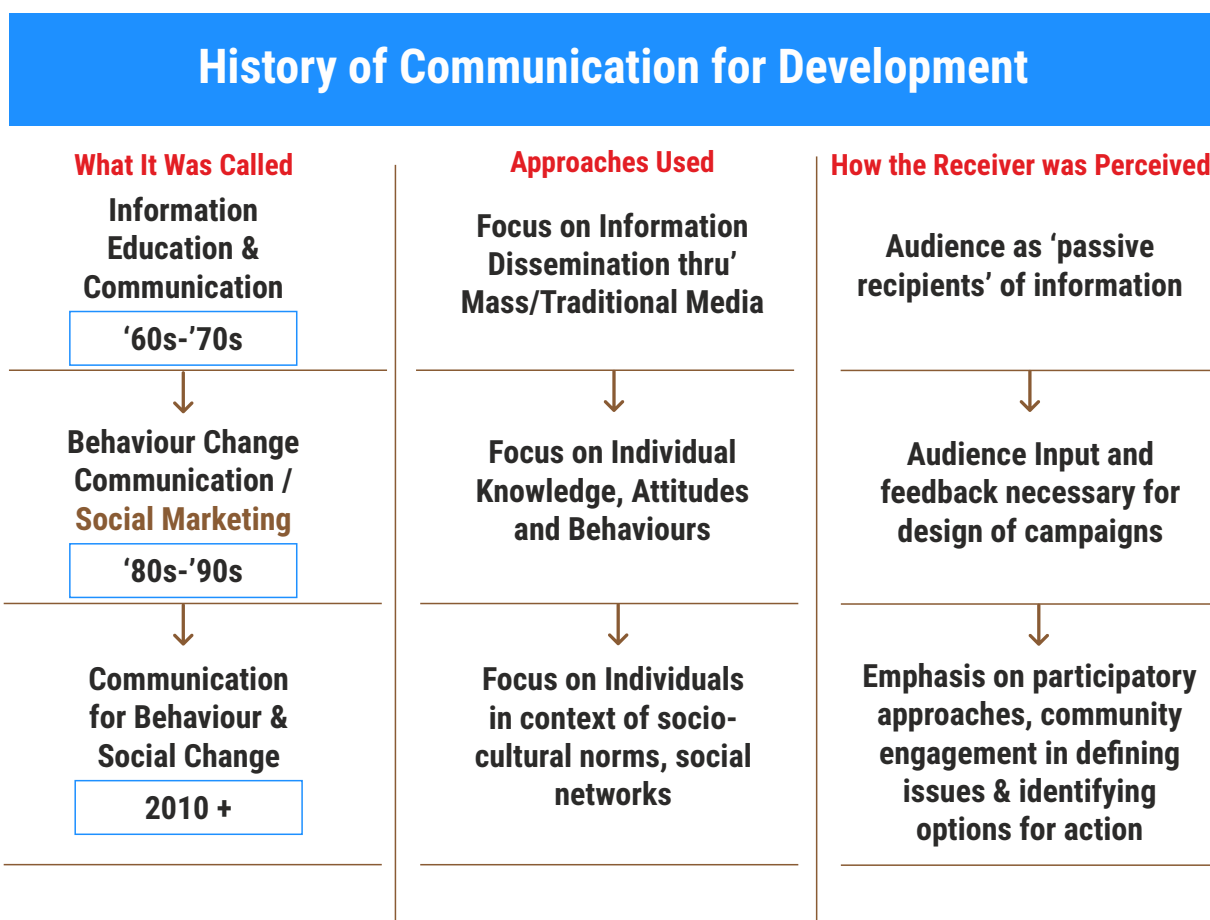 History of Communication for Development
What It Was Called
Information
Education &
Communication
‘60s-’70s
Behaviour Change
Communication /
Social Marketing
‘80s-’90s
Communication
for Behaviour &
Social Change
2010 +
Approaches Used
Focus on Information
Dissemination thru’
Mass/Traditional Media
Focus on Individual
Knowledge, Attitudes
and Behaviours
Focus on Individuals
in context of socio-
cultural norms, social
networks
How the Receiver was Perceived
Audience as ‘passive
recipients’ of information
Audience Input and
feedback necessary for
design of campaigns
Emphasis on participatory
approaches, community
engagement in defining
issues & identifying
options for action